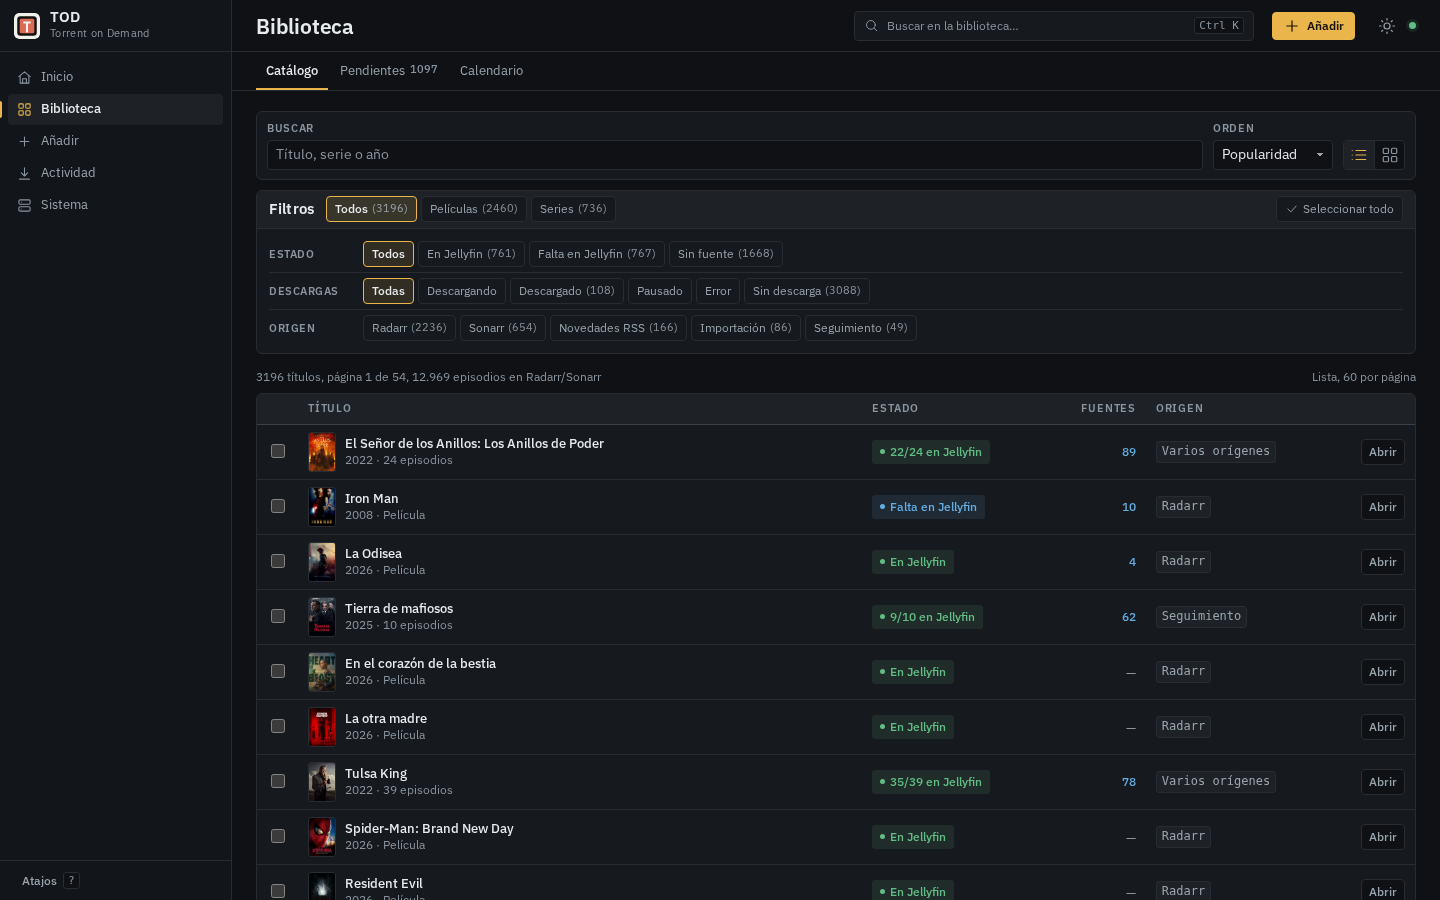 TOD
Torrent on Demand
Inicio
Biblioteca
Añadir
Actividad
Sistema
Atajos ?
Biblioteca
Buscar en la biblioteca... Ctrl K
Añadir
Catálogo Pendientes 1097 Calendario
BUSCAR
Título, serie o año
ORDEN
Popularidad
Filtros Todos (3196) Películas (2460) Series (736) Seleccionar todo
ESTADO Todos En Jellyfin (761) Falta en Jellyfin (767) Sin fuente (1668)
DESCARGAS Todas Descargando Descargado (108) Pausado Error Sin descarga (3088)
ORIGEN Radarr (2236) Sonarr (654) Novedades RSS (166) Importación (86) Seguimiento (49)
3196 títulos, página 1 de 54, 12.969 episodios en Radarr/Sonarr Lista, 60 por página
TÍTULO ESTADO FUENTES ORIGEN
El Señor de los Anillos: Los Anillos de Poder
2022 · 24 episodios
22/24 en Jellyfin 89 Varios orígenes Abrir
Iron Man
2008 · Película
Falta en Jellyfin 10 Radarr Abrir
La Odisea
2026 · Película
En Jellyfin 4 Radarr Abrir
Tierra de mafiosos
2025 · 10 episodios
9/10 en Jellyfin 62 Seguimiento Abrir
En el corazón de la bestia
2026 · Película
En Jellyfin — Radarr Abrir
La otra madre
2026 · Película
En Jellyfin — Radarr Abrir
Tulsa King
2022 · 39 episodios
35/39 en Jellyfin 78 Varios orígenes Abrir
Spider-Man: Brand New Day
2026 · Película
En Jellyfin — Radarr Abrir
Resident Evil
2026 · Película
En Jellyfin — Radarr Abrir